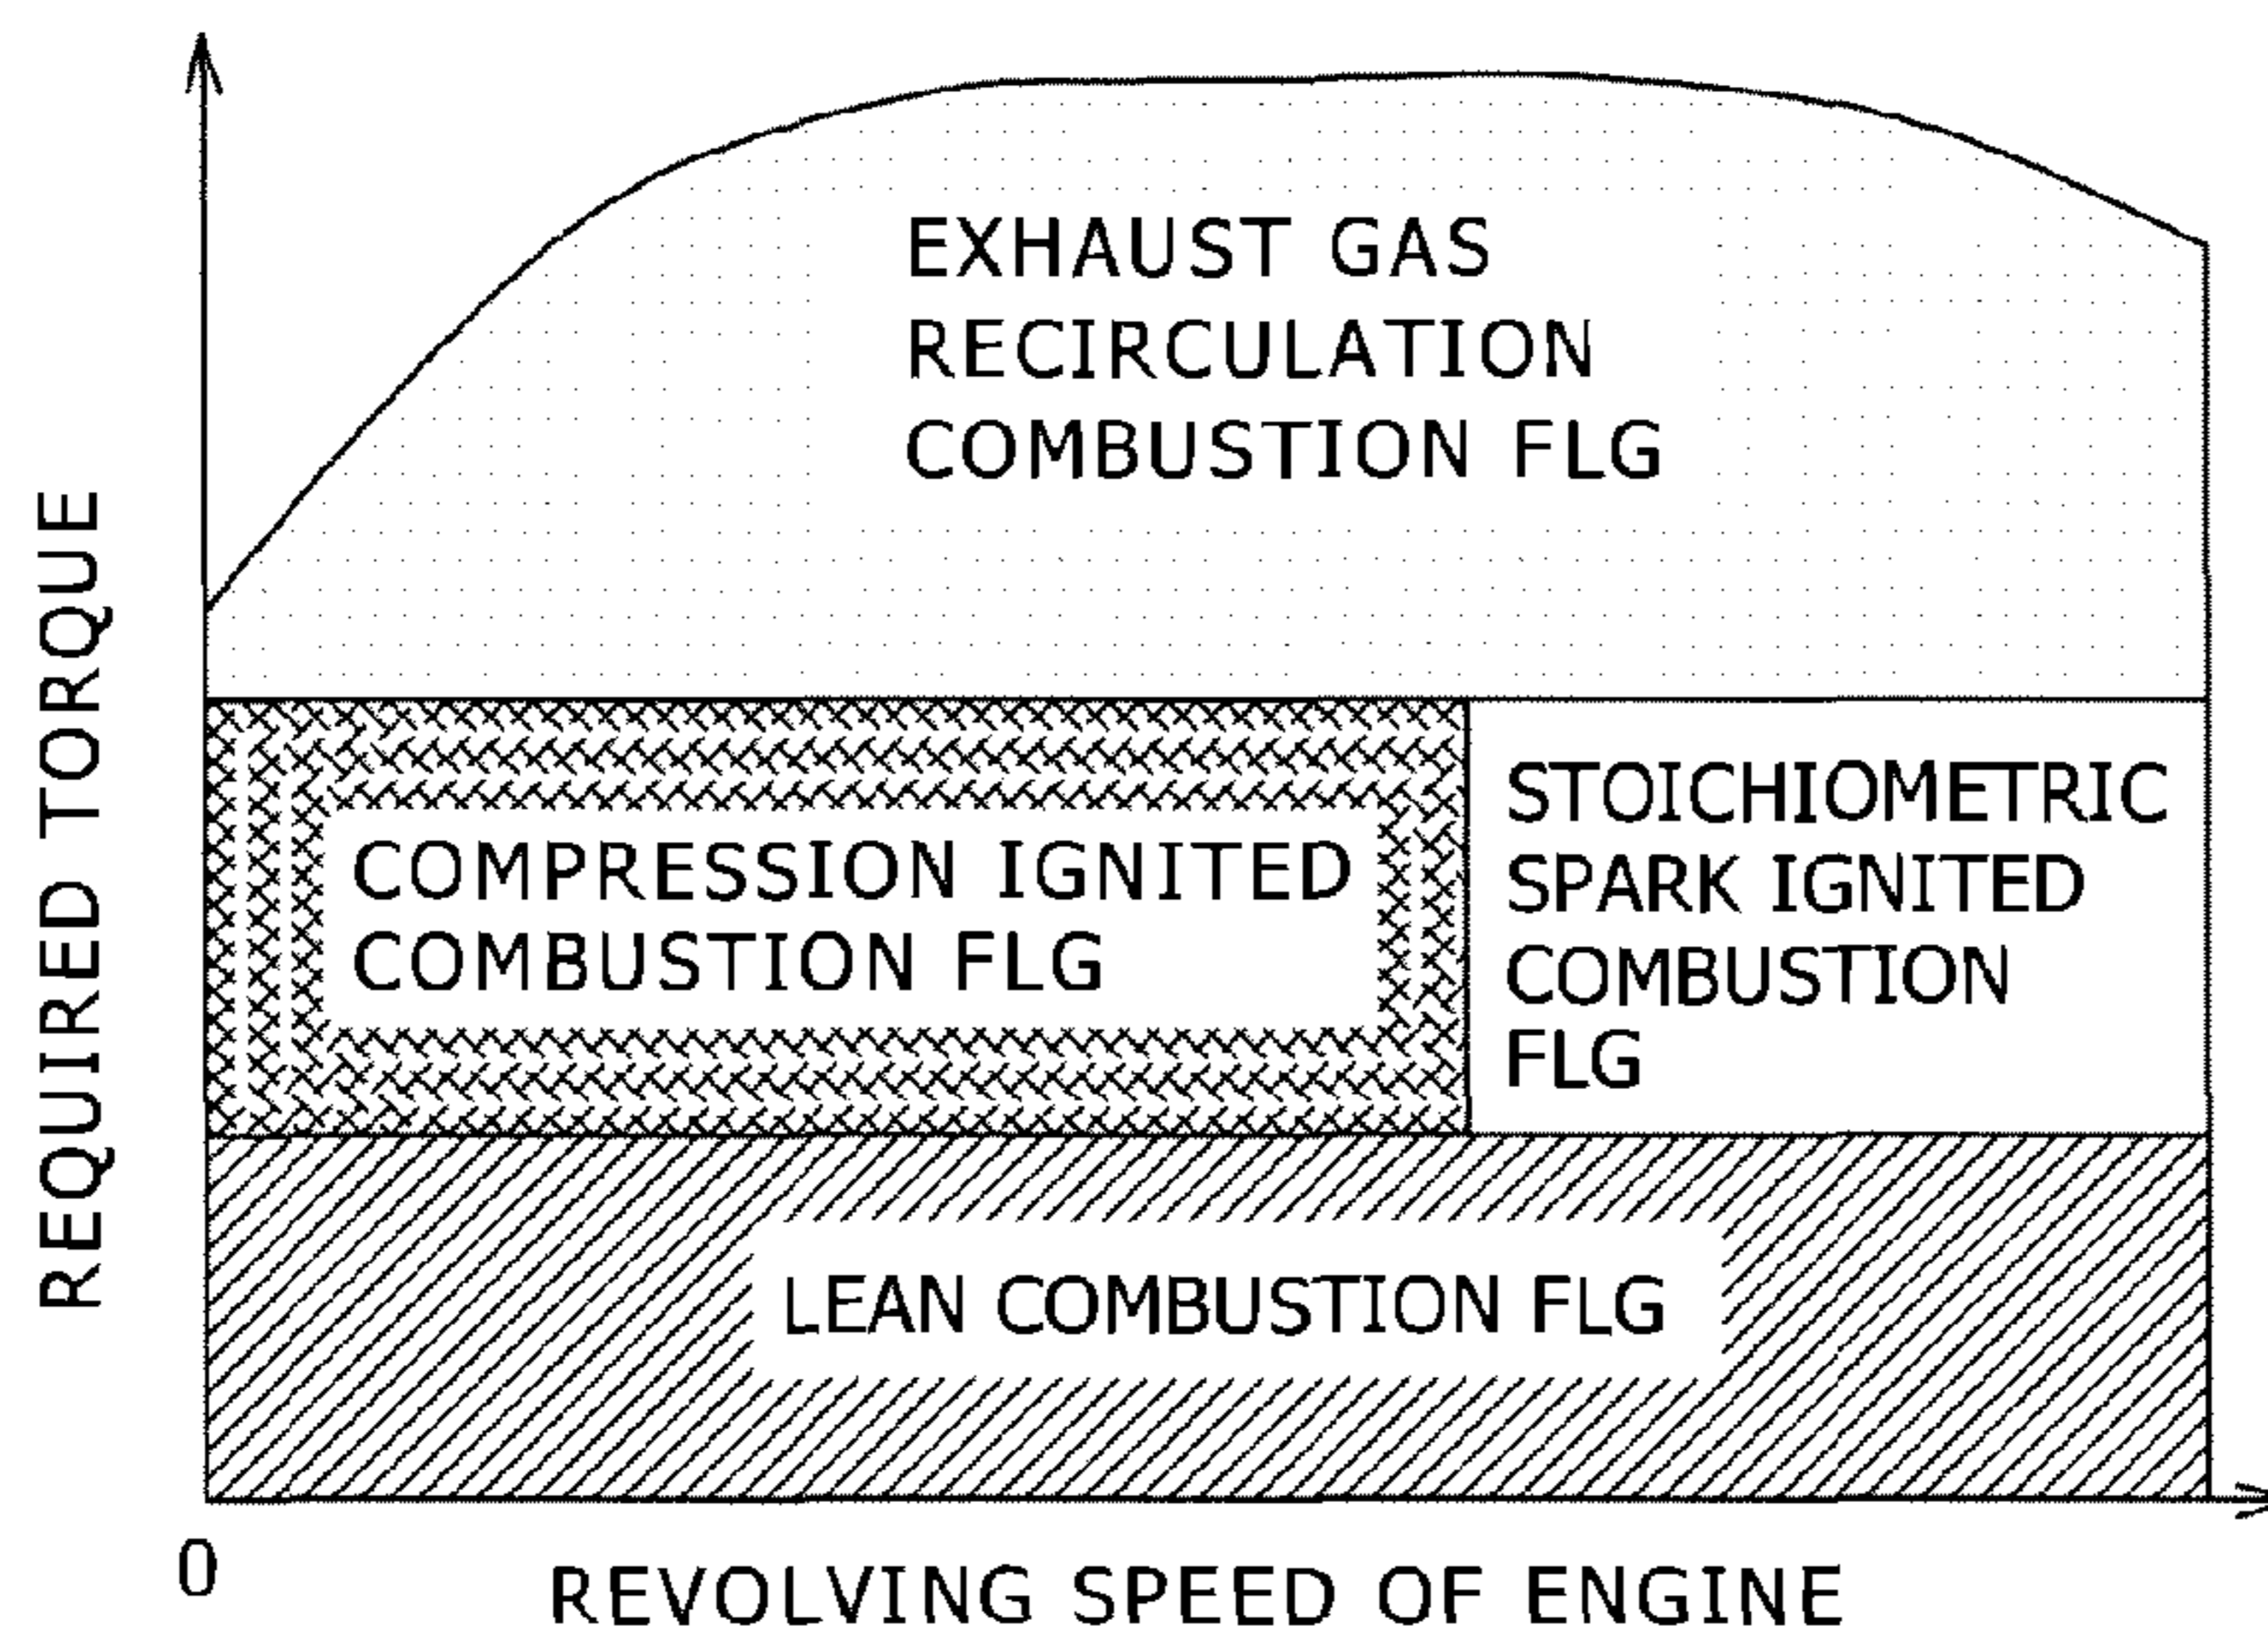 EXHAUST GAS
RECIRCULATION
COMBUSTION FLG
REQUIRED TORQUE
COMPRESSION IGNITED
COMBUSTION FLG
STOICHIOMETRIC
SPARK IGNITED
COMBUSTION
FLG
LEAN COMBUSTION FLG
0
REVOLVING SPEED OF ENGINE